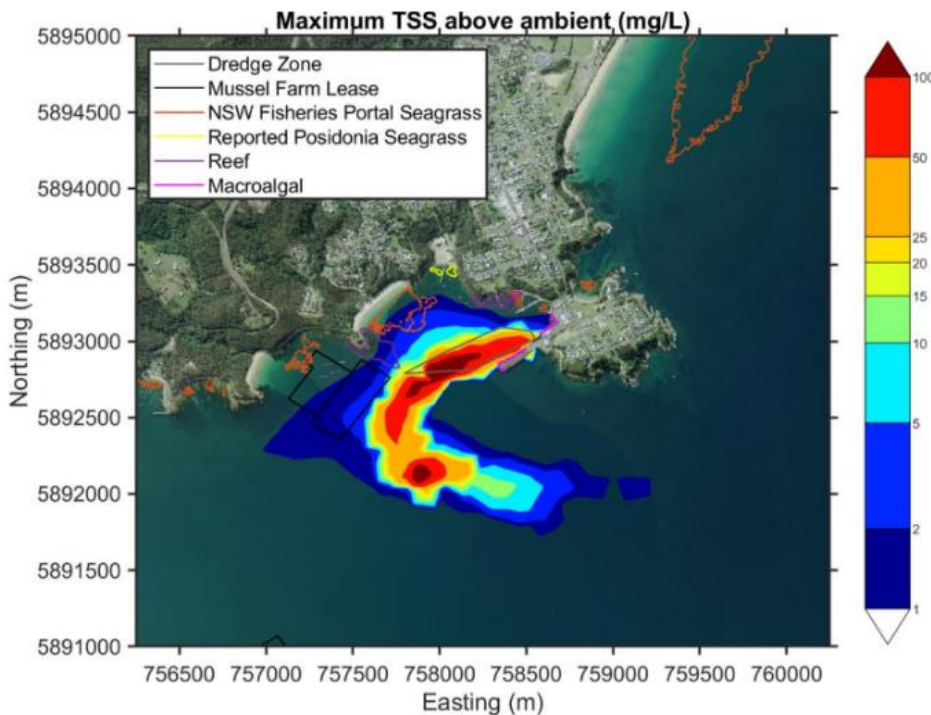 Maximum TSS above ambient (mg/L)
Dredge Zone
Mussel Farm Lease
NSW Fisheries Portal Seagrass
Reported Posidonia Seagrass
Reef
Macroalgal
5895000
5894500
5894000
5893500
5893000
5892500
5892000
5891500
5891000
Northing (m)
756500 757000 757500 758000 758500 759000 759500 760000
Easting (m)
100
50
25
20
15
10
5
2
1